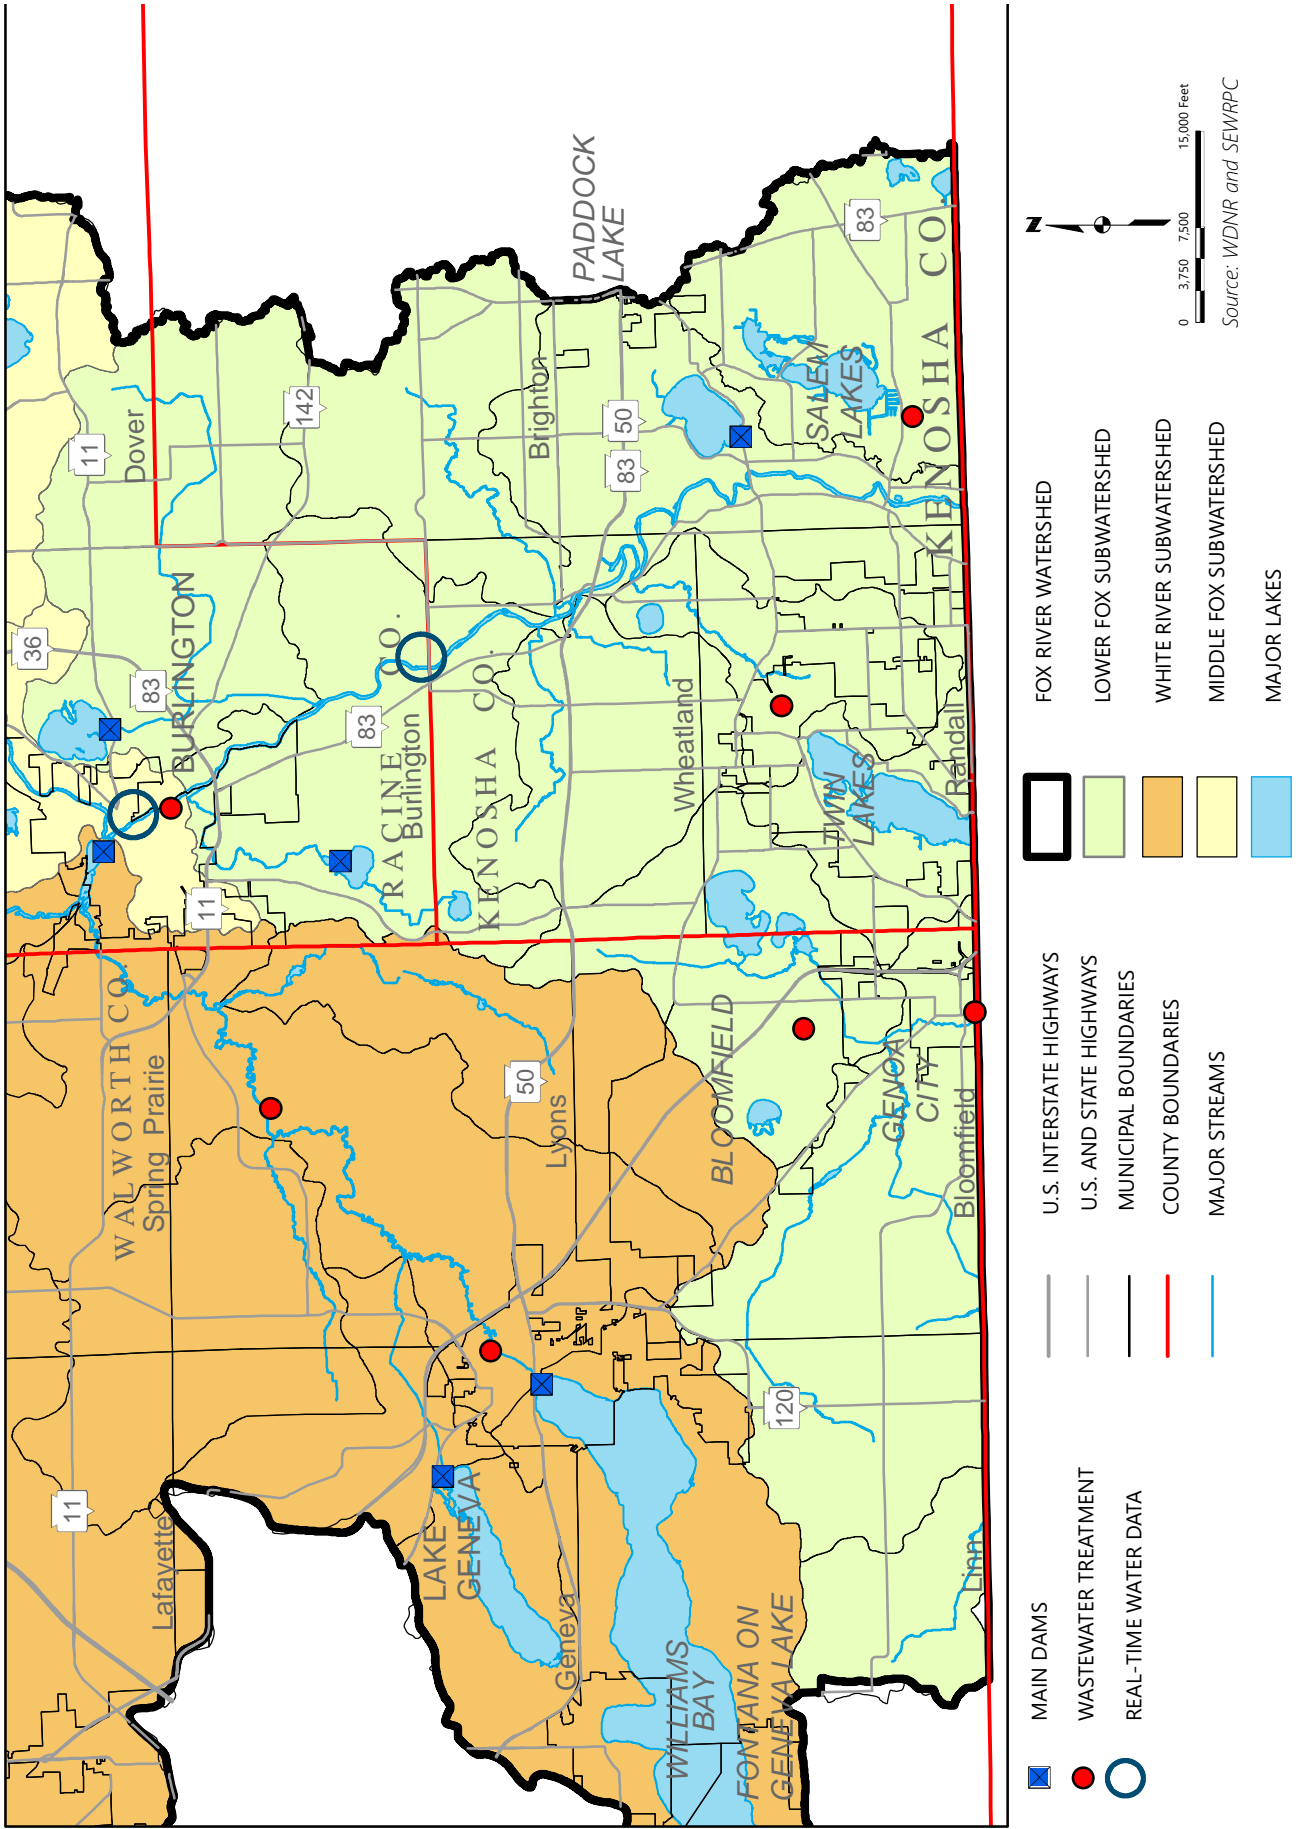 36
11
11
WALWORTH CO
Dover
Spring Prairie
83
Lafayette
BURLINGTON
11
142
83
RACINE CO.
Burlington
LAKE
GENEVA
KENOSHA CO.
50
Brighton
Lyons
Geneva
PADDOCK
LAKE
50
83
WILLIAMS
BAY
Wheatland
BLOOMFIELD
FONTANA ON
GENEVA LAKE
120
SALEM
LAKES
TWIN
LAKES
83
GENOA
CITY
KENOSHA CO
Randall
Bloomfield
Linn
MAIN DAMS
WASTEWATER TREATMENT
REAL-TIME WATER DATA
U.S. INTERSTATE HIGHWAYS
U.S. AND STATE HIGHWAYS
MUNICIPAL BOUNDARIES
COUNTY BOUNDARIES
MAJOR STREAMS
FOX RIVER WATERSHED
LOWER FOX SUBWATERSHED
WHITE RIVER SUBWATERSHED
MIDDLE FOX SUBWATERSHED
MAJOR LAKES
N
0 3,750 7,500 15,000 Feet
Source: WDNR and SEWRPC